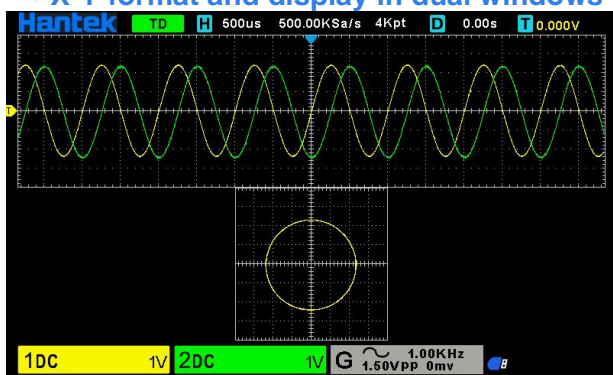 X-Y format and display in dual windows
Hantek TD H 500us 500.00KSa/s 4Kpt D 0.00s T 0.000V
T
1DC 1V 2DC 1V G 1.00KHz
1.50Vpp 0mv